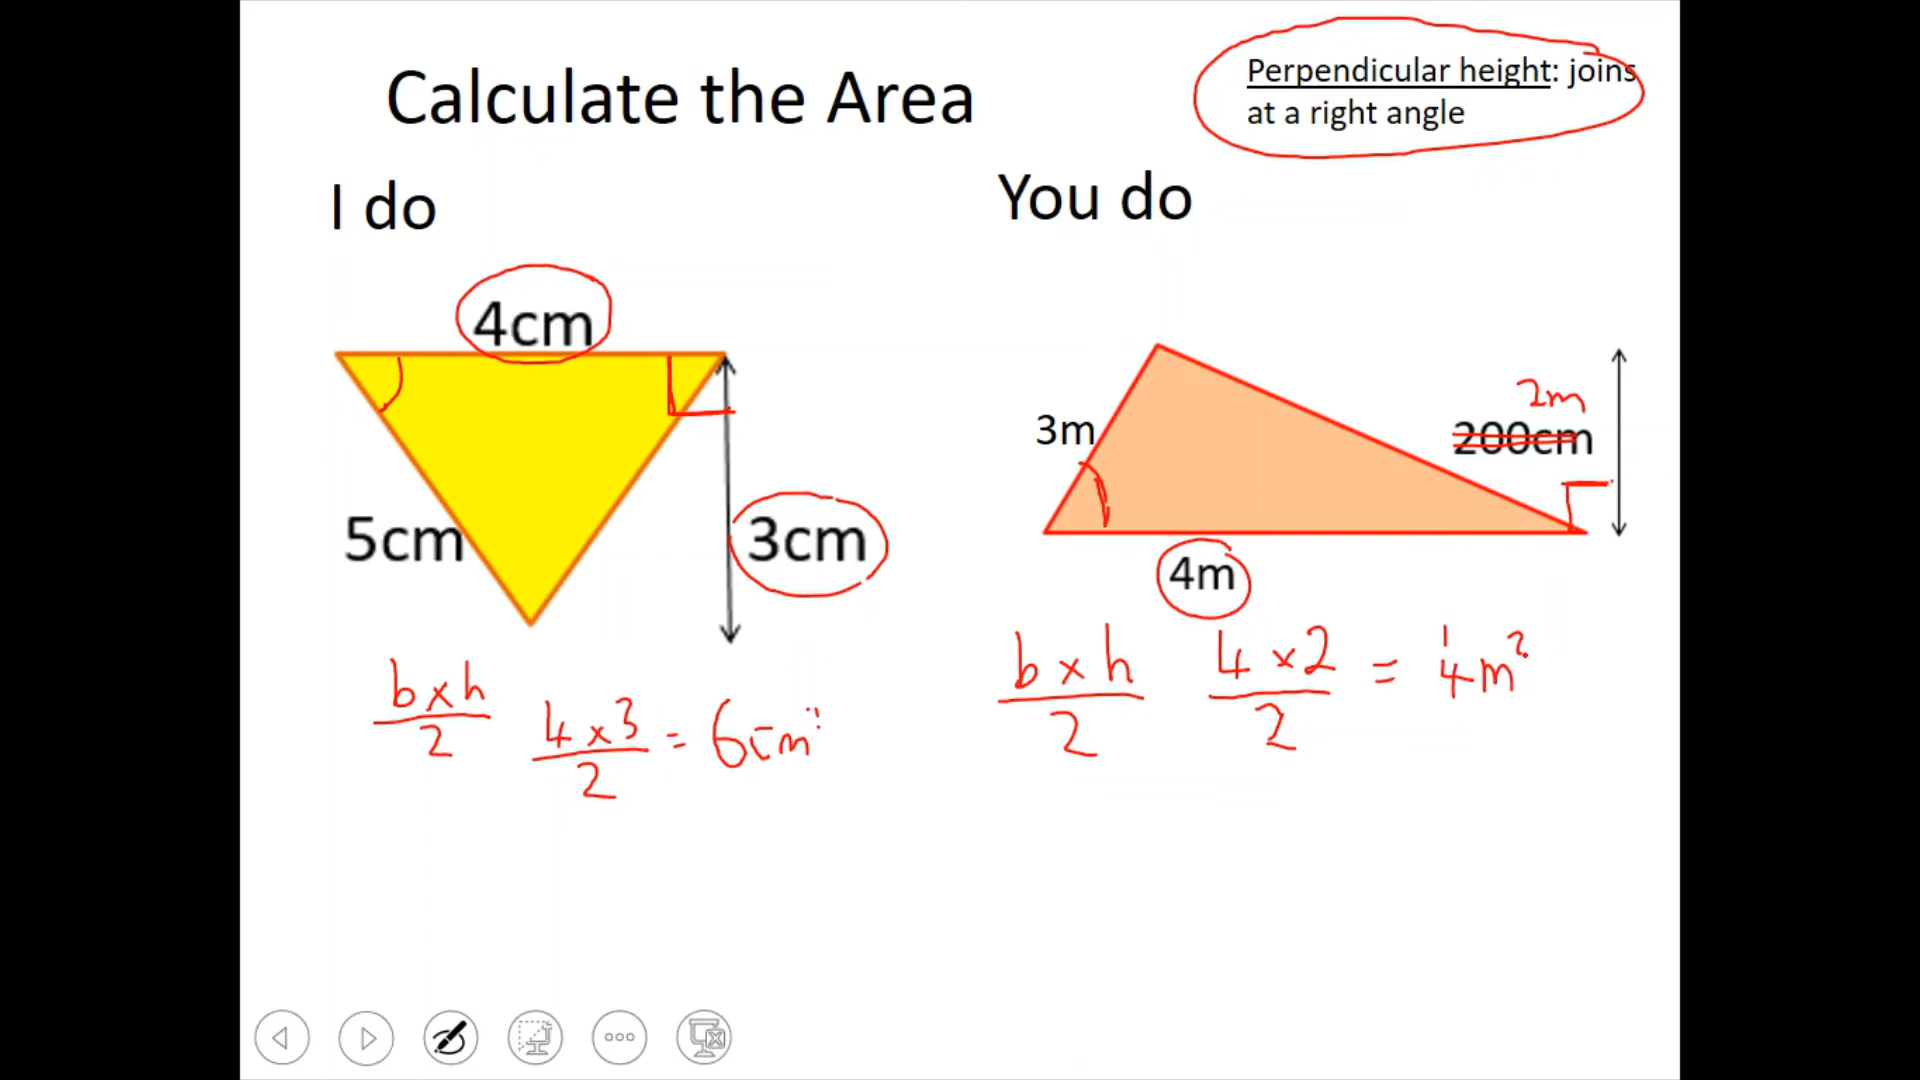 Calculate the Area
Perpendicular height: joins
at a right angle
I do
You do
4cm
5cm
3cm
b x h
2
4 x 3
2
= 6cm²
3m
2m
200cm
4m
b x h
2
4 x 2
2
= 4m²